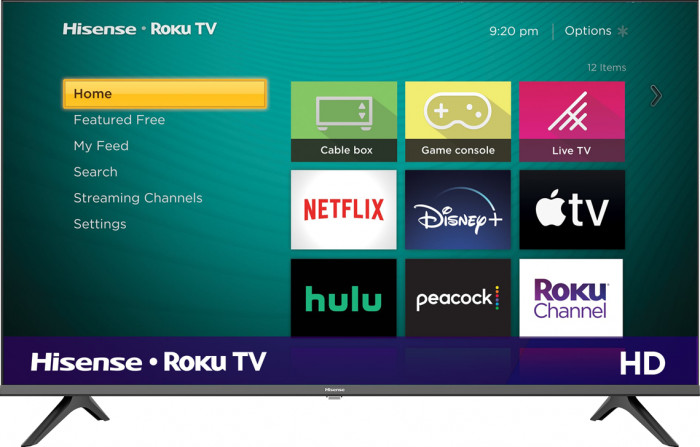 Hisense • Roku TV
9:20 pm
Options
12 Items
Home
Featured Free
My Feed
Search
Streaming Channels
Settings
Cable box
Game console
Live TV
NETFLIX
Disney+
tv
hulu
peacock
Roku
Channel
Hisense • Roku TV
HD
Hisense